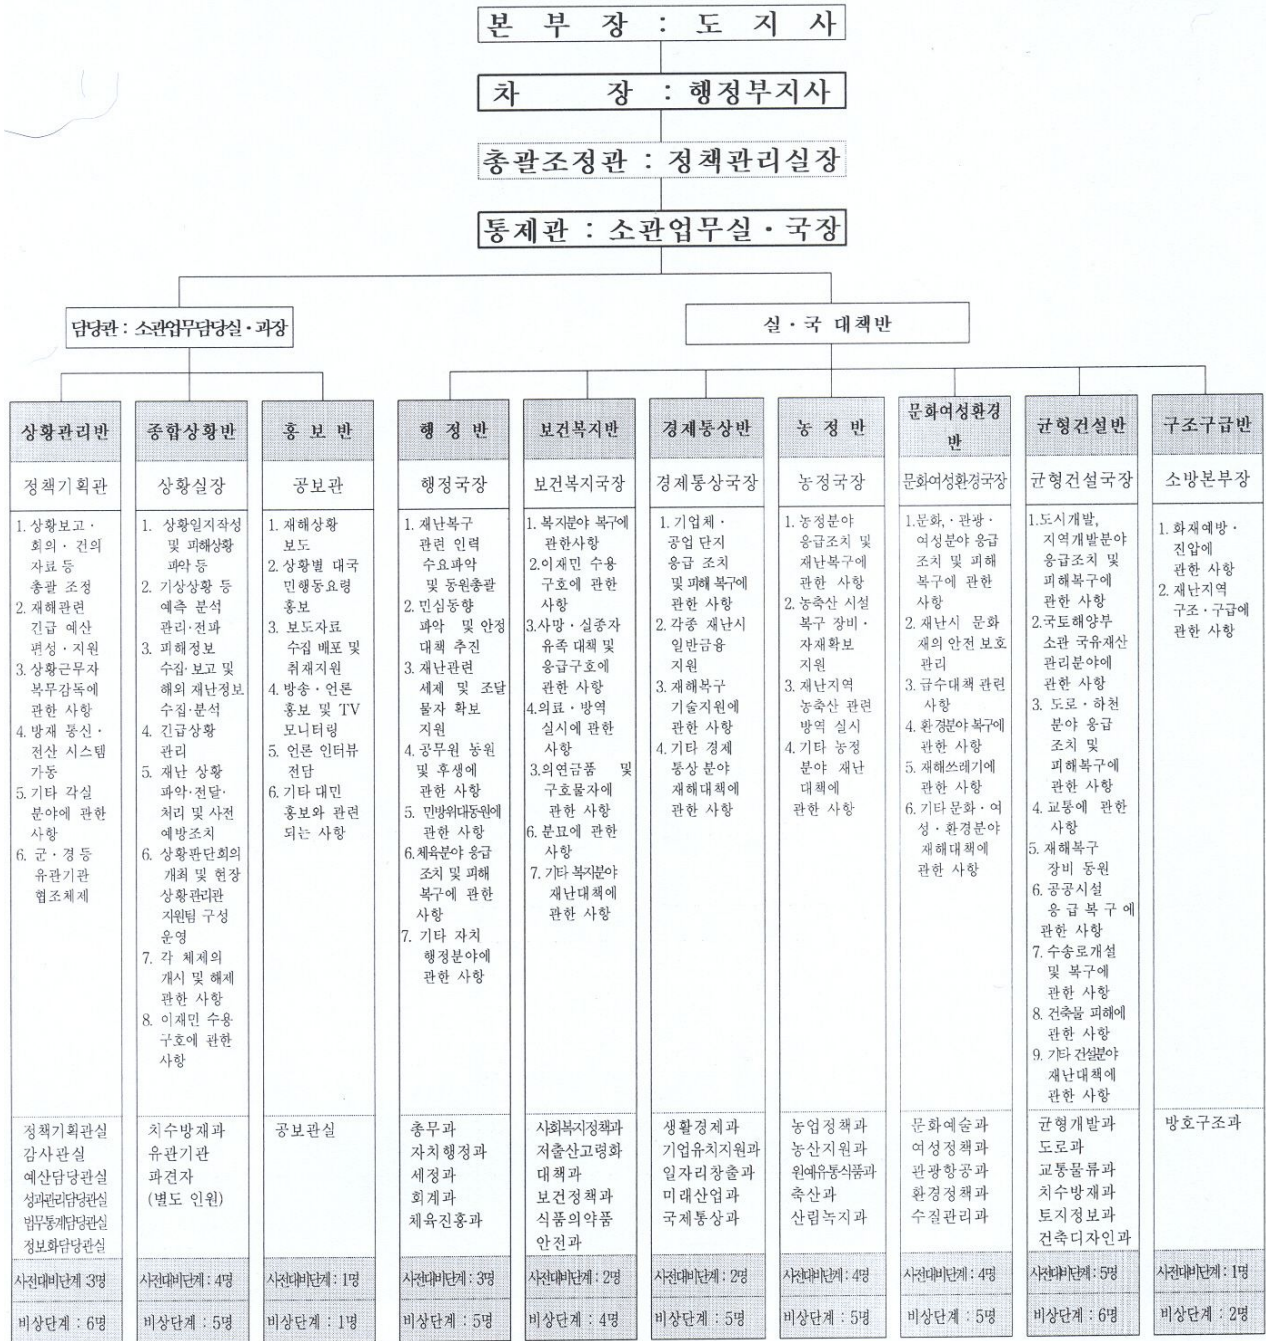 본 부 장 : 도 지 사
차 장 : 행정부지사
총괄조정관 : 정책관리실장
통제관 : 소관업무실·국장
담당관 : 소관업무담당실·과장
실·국 대책반
상황관리반
정책기획관
1. 상황보고·
회의·건의
자료 등
총괄 조정
2. 재해관련
긴급 예산
편성·지원
3. 상황근무자
복무감독에
관한 사항
4. 방재 통신·
전산 시스템
가동
5. 기타 각실
분야에 관한
사항
6. 군·경등
유관기관
협조체제
정책기획관실
감사관실
예산담당관실
성과관리담당관실
법무통계담당관실
정보화담당관실
사전대비단계 :3명
비상단계 : 6명
종합상황반
상황실장
1. 상황일지작성
및 피해상황
파악 등
2. 기상상황 등
예측 분석
관리·전파
3. 피해정보
수집·보고 및
해외 재난정보
수집·분석
4. 긴급상황
관리
5. 재난 상황
파악·전달·
처리 및 사전
예방조치
6. 상황판단회의
개최 및 현장
상황관리관
지원팀 구성
운영
7. 각 체제의
개시 및 해제
관한 사항
8. 이재민 수용
구호에 관한
사항
치수방재과
유관기관
파견자
(별도 인원)
사전대비단계 : 4명
비상단계 : 5명
홍 보 반
공보관
1. 재해상황
보도
2. 상황별 대국
민행동요령
홍보
3. 보도자료
수집 배포 및
취재지원
4. 방송·언론
홍보 및 TV
모니터링
5. 언론 인터뷰
전담
6. 기타 대민
홍보와 관련
되는 사항
공보관실
사전대비단계 : 1명
비상단계 : 1명
행 정 반
행정국장
1. 재난복구
관련 인력
수요파악
및 동원총괄
2. 민심동향
파악 및 안정
대책 추진
3. 재난관련
세제 및 조달
물자 확보
지원
4. 공무원 동원
및 후생에
관한 사항
5. 민방위대동원에
관한 사항
6. 체육분야 응급
조치 및 피해
복구에 관한
사항
7. 기타 자치
행정분야에
관한 사항
총무과
자치행정과
세정과
회계과
체육진흥과
사전대비단계 : 3명
비상단계 : 5명
보건복지반
보건복지국장
1. 복지분야 복구에
관한사항
2.이재민 수용
구호에 관한
사항
3.사망·실종자
유족 대책 및
응급구호에
관한 사항
4.의료·방역
실시에 관한
사항
3.의연금품 및
구호물자에
관한 사항
6. 분묘에 관한
사항
7. 기타 복지분야
재난대책에
관한 사항
사회복지정책과
저출산고령화
대책과
보건정책과
식품의약품
안전과
사전대비단계 : 2명
비상단계 : 4명
경제통상반
경제통상국장
1. 기업체·
공업 단지
응급 조치
및 피해 복구에
관한 사항
2. 각종 재난시
일반금융
지원
3. 재해복구
기술지원에
관한 사항
4. 기타 경제
통상 분야
재해대책에
관한 사항
생활경제과
기업유치지원과
일자리창출과
미래산업과
국제통상과
사전대비단계 : 2명
비상단계 : 5명
농 정 반
농정국장
1. 농정분야
응급조치 및
재난복구에
관한 사항
2. 농축산 시설
복구 장비·
자재확보
지원
3. 재난지역
농축산 관련
방역 실시
4. 기타 농정
분야 재난
대책에
관한 사항
농업정책과
농산지원과
원예유통식품과
축산과
산림녹지과
사전대비단계 : 4명
비상단계 : 5명
문화여성환경
반
문화여성환경국장
1.문화,·관광·
여성분야 응급
조치 및 피해
복구에 관한
사항
2. 재난시 문화
재의 안전 보호
관리
3. 급수대책 관련
사항
4. 환경분야 복구에
관한 사항
5. 재해쓰레기에
관한 사항
6. 기타 문화·여
성·환경분야
재해대책에
관한 사항
문화예술과
여성정책과
관광항공과
환경정책과
수질관리과
사전대비단계 : 4명
비상단계 : 5명
균형건설반
균형건설국장
1.도시개발,
지역개발분야
응급조치 및
피해복구에
관한 사항
2.국토해양부
소관 국유재산
관리분야에
관한 사항
3. 도로·하천
분야 응급
조치 및
피해복구에
관한 사항
4. 교통에 관한
사항
5. 재해복구
장비 동원
6. 공공시설
응 급 복 구 에
관한 사항
7. 수송로개설
및 복구에
관한 사항
8. 건축물 피해에
관한 사항
9. 기타 건설분야
재난대책에
관한 사항
균형개발과
도로과
교통물류과
치수방재과
토지정보과
건축디자인과
사전대비단계 : 5명
비상단계 : 6명
구조구급반
소방본부장
1. 화재예방·
진압에
관한 사항
2. 재난지역
구조·구급에
관한 사항
방호구조과
사전대비단계 : 1명
비상단계 : 2명